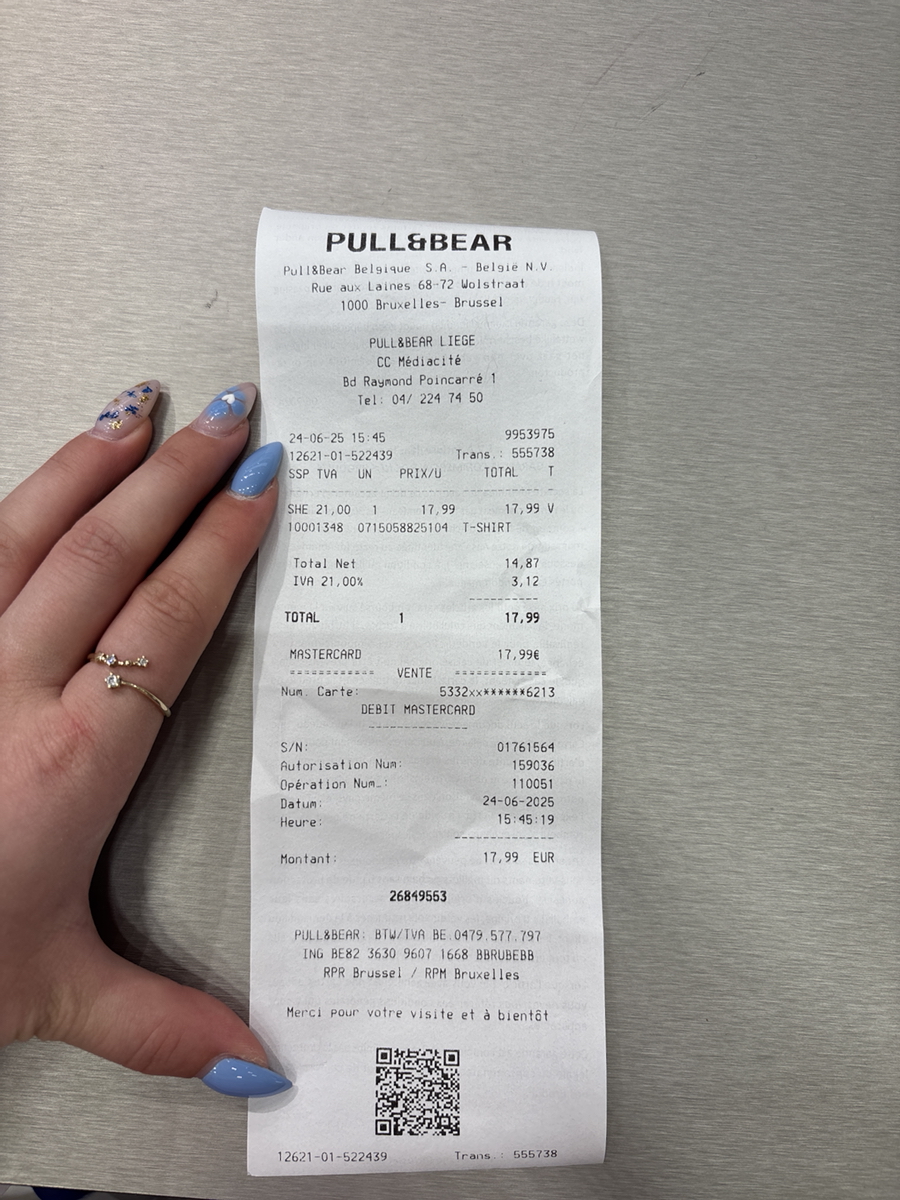 PULL&BEAR
Pull&Bear Belgique S.A. - België N.V.
Rue aux Laines 68-72 Wolstraat
1000 Bruxelles- Brussel
PULL&BEAR LIEGE
CC Médiacité
Bd Raymond Poincarré 1
Tel: 04/ 224 74 50
24-06-25 15:45 9953975
12621-01-522439 Trans.: 555738
SSP TVA UN PRIX/U TOTAL T
SHE 21,00 1 17,99 17,99 V
10001348 0715058825104 T-SHIRT
Total Net 14,87
IVA 21,00% 3,12
TOTAL 1 17,99
MASTERCARD 17,99€
=========== VENTE ============
Num. Carte: 5332xx******6213
DEBIT MASTERCARD
S/N: 01761564
Autorisation Num: 159036
Opération Num.: 110051
Datum: 24-06-2025
Heure: 15:45:19
Montant: 17,99 EUR
26849553
PULL&BEAR: BTW/TVA BE.0479.577.797
ING BE82 3630 9607 1668 BBRUBEBB
RPR Brussel / RPM Bruxelles
Merci pour votre visite et à bientôt
12621-01-522439 Trans.: 555738